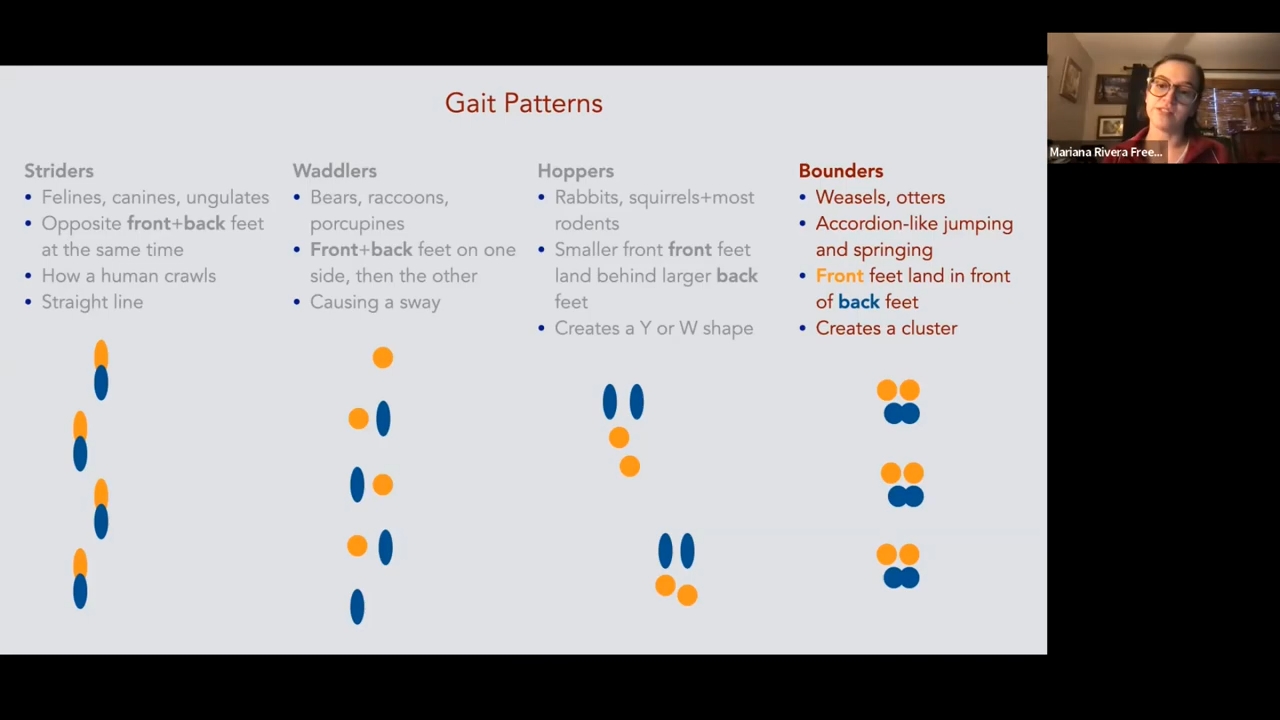 Gait Patterns
Striders
• Felines, canines, ungulates
• Opposite front+back feet
at the same time
• How a human crawls
• Straight line
Waddlers
• Bears, raccoons,
porcupines
• Front+back feet on one
side, then the other
• Causing a sway
Hoppers
• Rabbits, squirrels+most
rodents
• Smaller front front feet
land behind larger back
feet
• Creates a Y or W shape
Bounders
• Weasels, otters
• Accordion-like jumping
and springing
• Front feet land in front
of back feet
• Creates a cluster
Mariana Rivera Free...